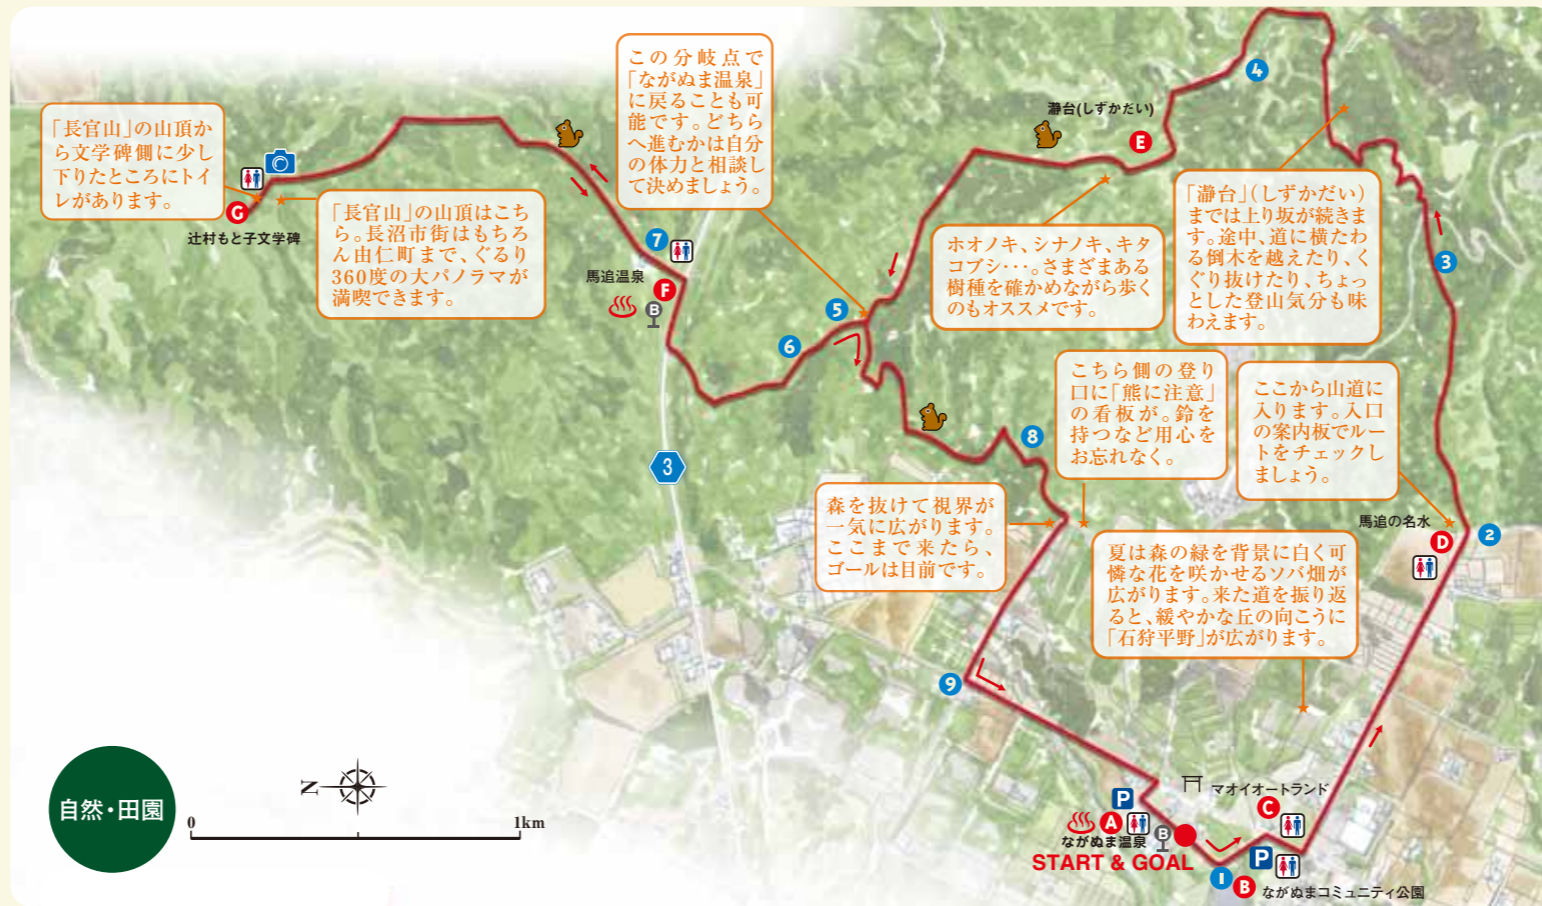 「長官山」の山頂か
ら文学碑側に少し
下りたところにトイ
レがあります。
G
辻村もと子文学碑
「長官山」の山頂はこち
ら。長沼市街はもちろ
ん由仁町まで、ぐるり
360度の大パノラマが
満喫できます。
この分岐点で
「ながぬま温泉」
に戻ることも可
能です。どちら
へ進むかは自分
の体力と相談し
て決めましょう。
7
馬追温泉
F
B
3
6
5
瀞台(しずかだい)
E
4
ホオノキ、シナノキ、キタ
コブシ・・・。さまざまある
樹種を確かめながら歩く
のもオススメです。
「瀞台」(しずかだい)
までは上り坂が続きま
す。途中、道に横たわ
る倒木を越えたり、く
ぐり抜けたり、ちょっ
とした登山気分も味
わえます。
3
こちら側の登り
口に「熊に注意」
の看板が。鈴を
持つなど用心を
お忘れなく。
ここから山道に
入ります。入口
の案内板でルー
トをチェックし
ましょう。
8
森を抜けて視界が
一気に広がります。
ここまで来たら、
ゴールは目前です。
馬追の名水
D
2
夏は森の緑を背景に白く可
憐な花を咲かせるソバ畑が
広がります。来た道を振り返
ると、緩やかな丘の向こうに
「石狩平野」が広がります。
9
自然・田園
N
0
1km
P
A
ながぬま温泉
B
START & GOAL
マオイオートランド
C
1
B
P
ながぬまコミュニティ公園